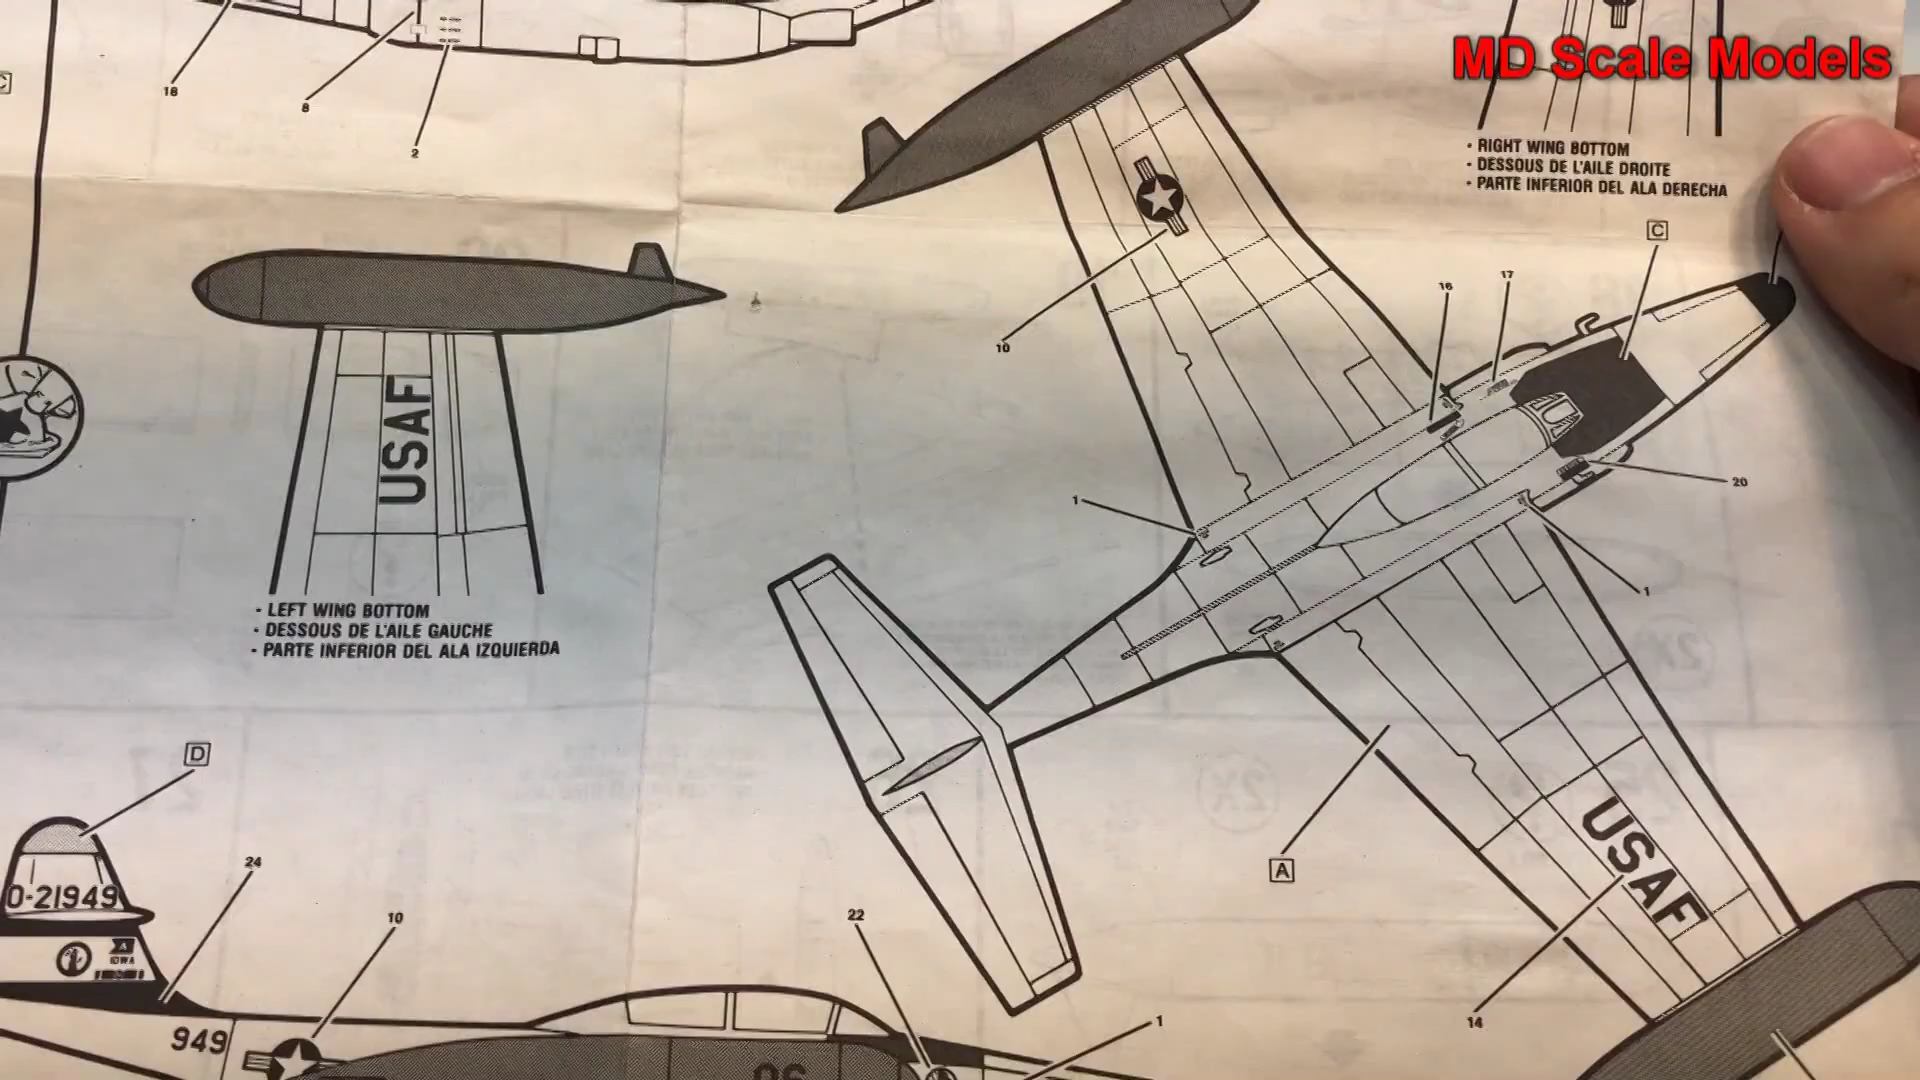 MD Scale Models
18
8
2
C
• RIGHT WING BOTTOM
• DESSOUS DE L'AILE DROITE
• PARTE INFERIOR DEL ALA DERECHA
C
17
16
10
20
1
1
USAF
• LEFT WING BOTTOM
• DESSOUS DE L'AILE GAUCHE
• PARTE INFERIOR DEL ALA IZQUIERDA
D
A
USAF
14
O-21949
A
IOWA
24
10
22
1
949